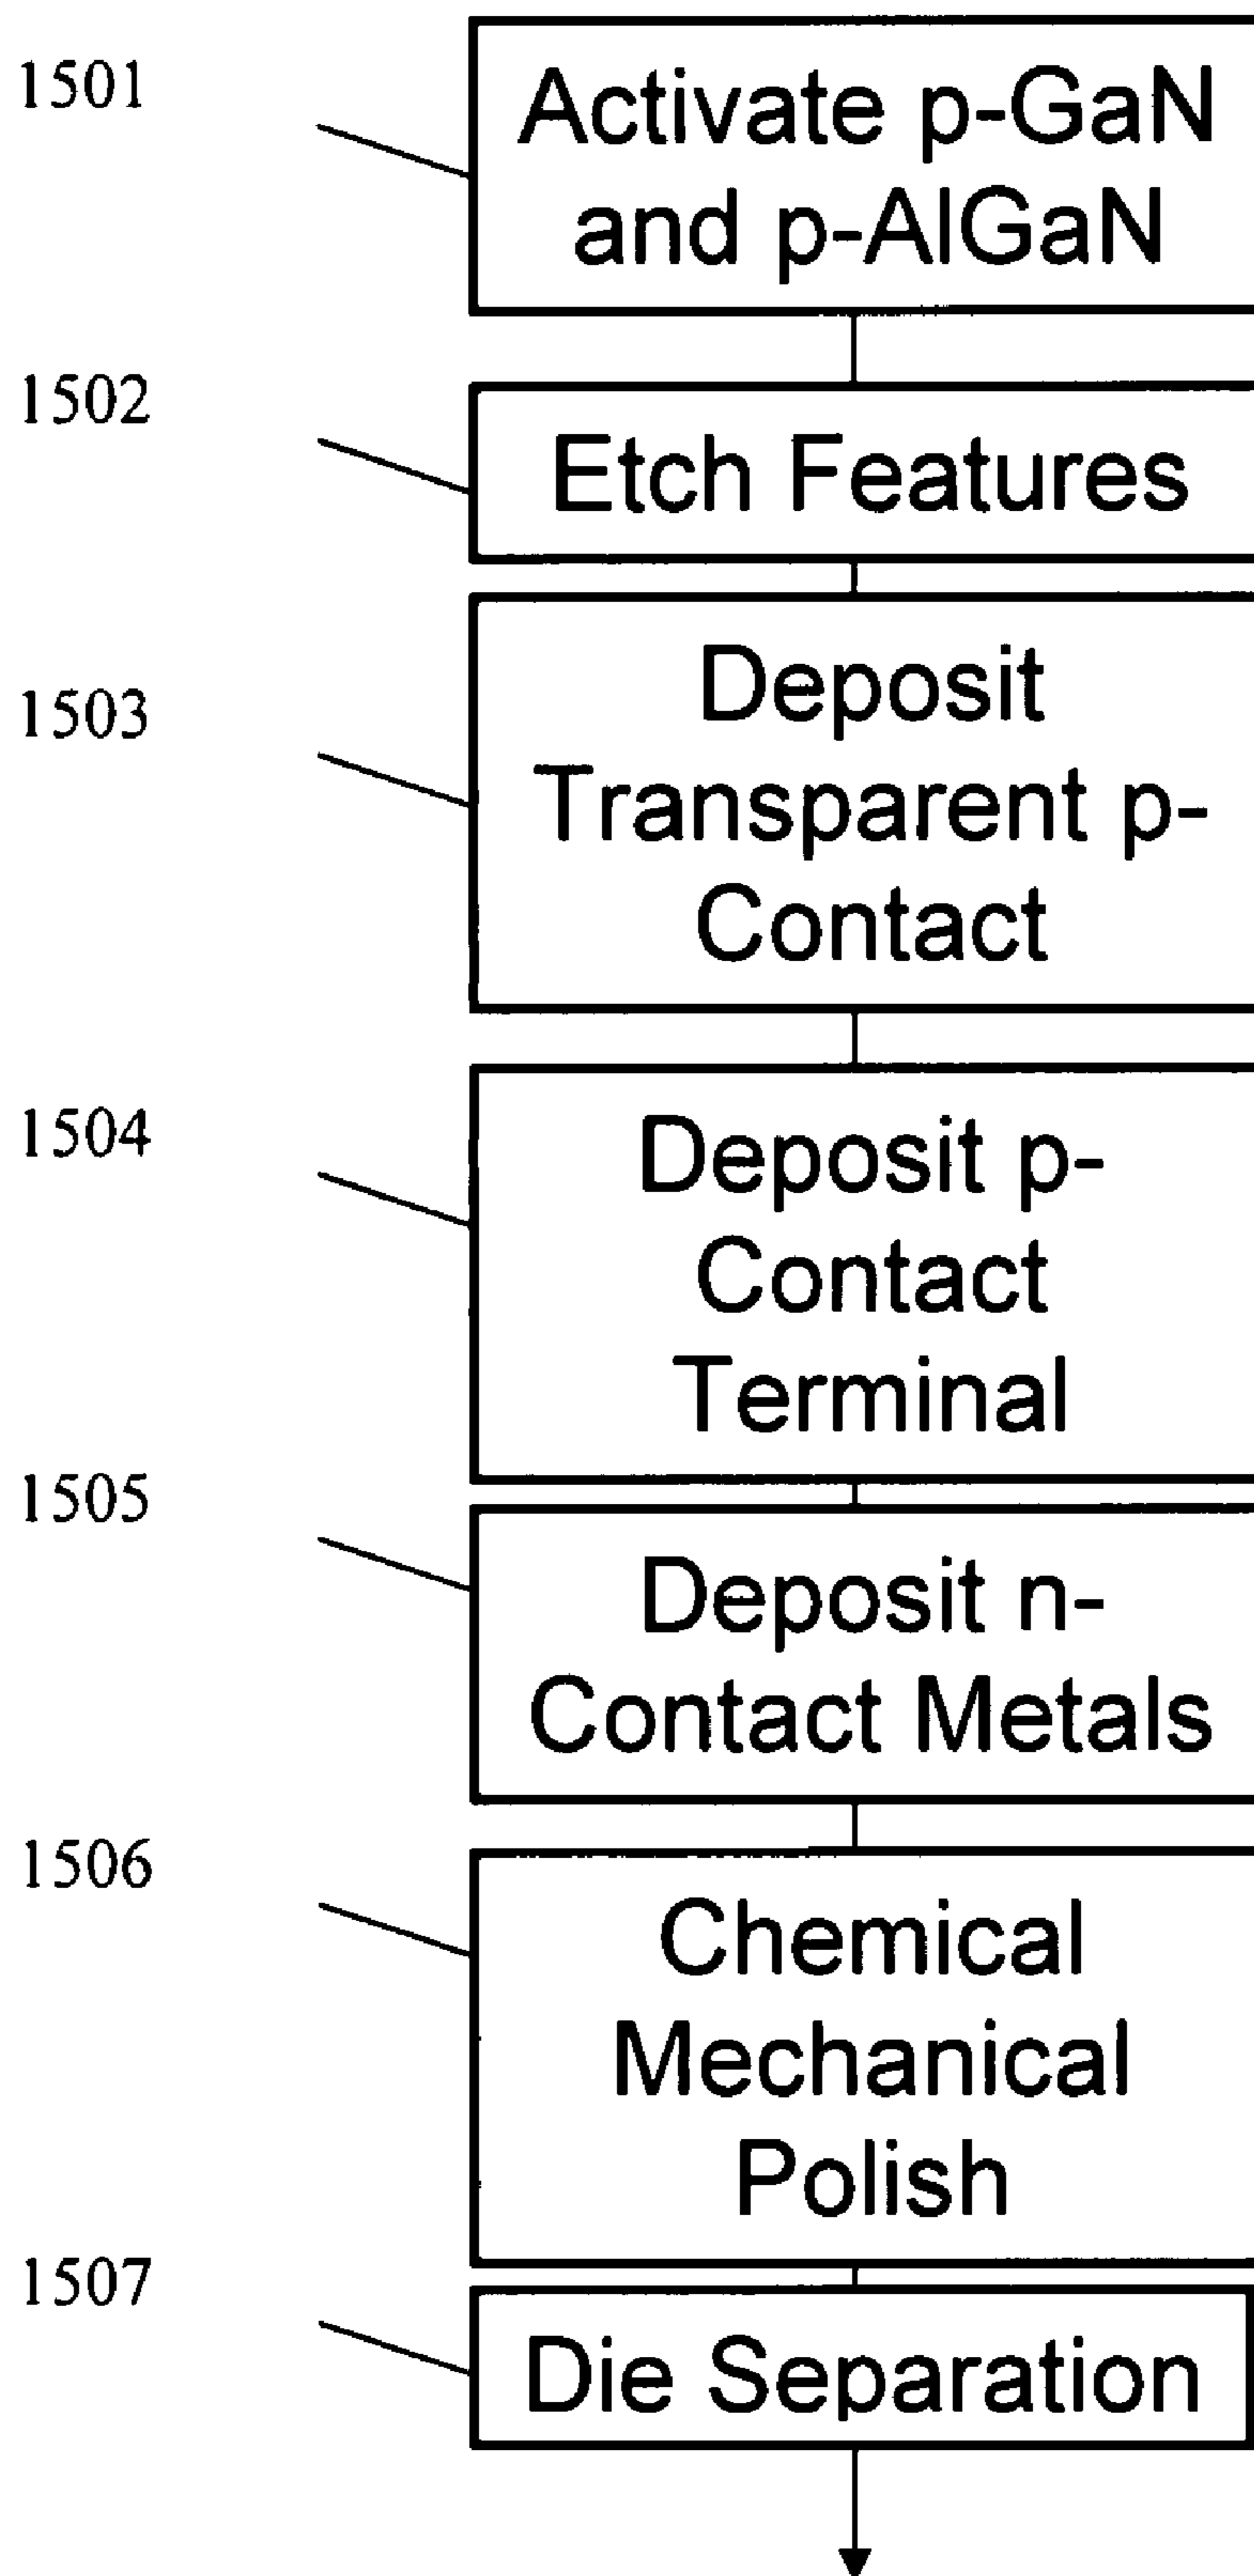 1501
Activate p-GaN
and p-AlGaN
1502
Etch Features
1503
Deposit
Transparent p-
Contact
1504
Deposit p-
Contact
Terminal
1505
Deposit n-
Contact Metals
1506
Chemical
Mechanical
Polish
1507
Die Separation